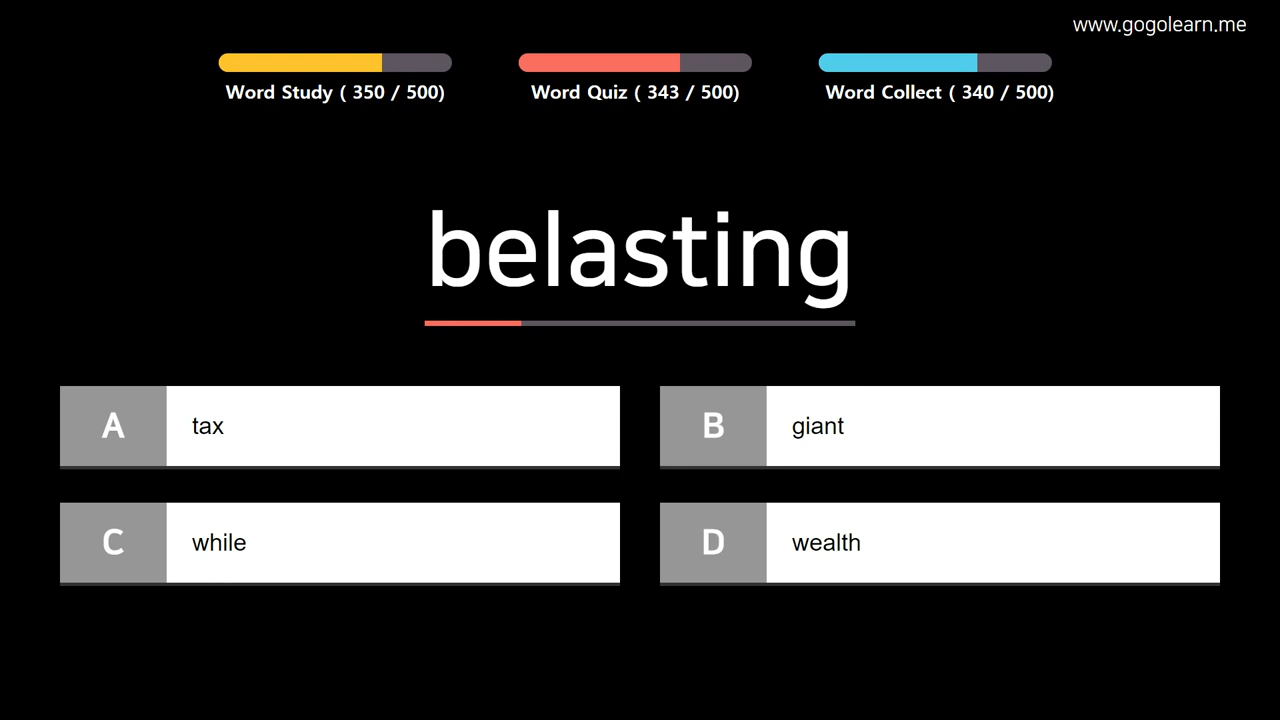 www.gogolearn.me
Word Study ( 350 / 500)
Word Quiz ( 343 / 500)
Word Collect ( 340 / 500)
belasting
A
tax
B
giant
C
while
D
wealth